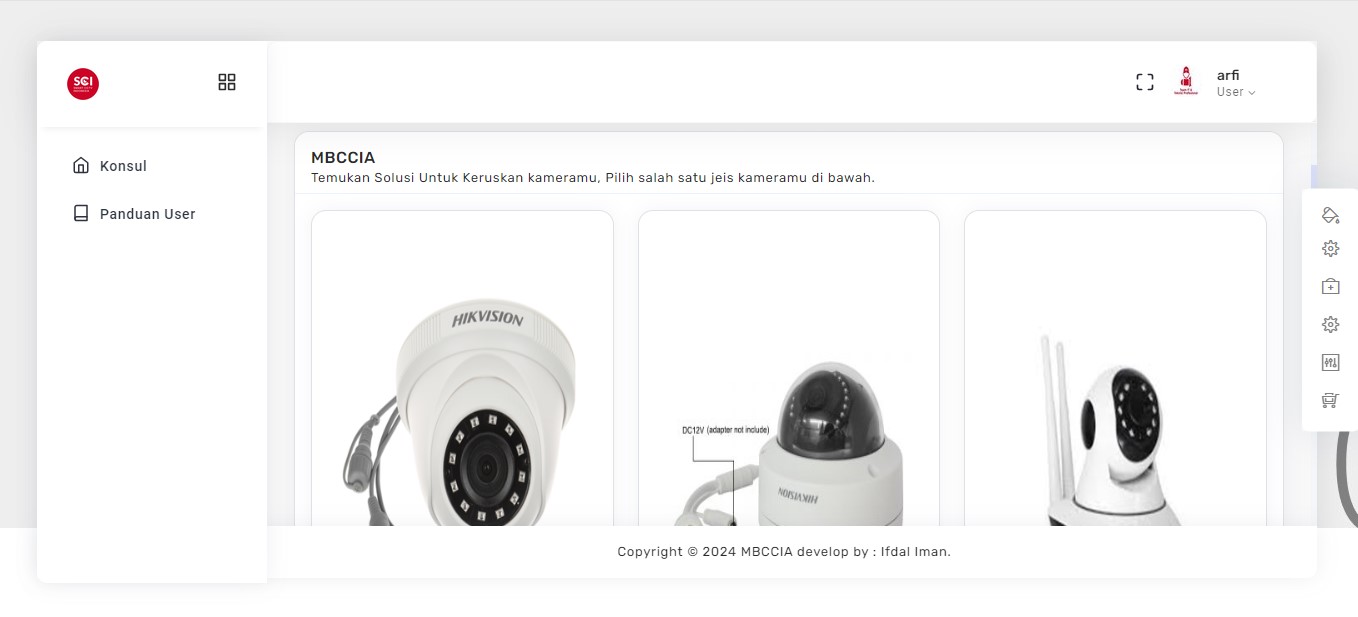 SCI
arfi
User
Konsul
Panduan User
MBCCIA
Temukan Solusi Untuk Keruskan kameramu, Pilih salah satu jeis kameramu di bawah.
HIKVISION
DC12V (adapter not include)
HIKVISION
Copyright © 2024 MBCCIA develop by : Ifdal Iman.